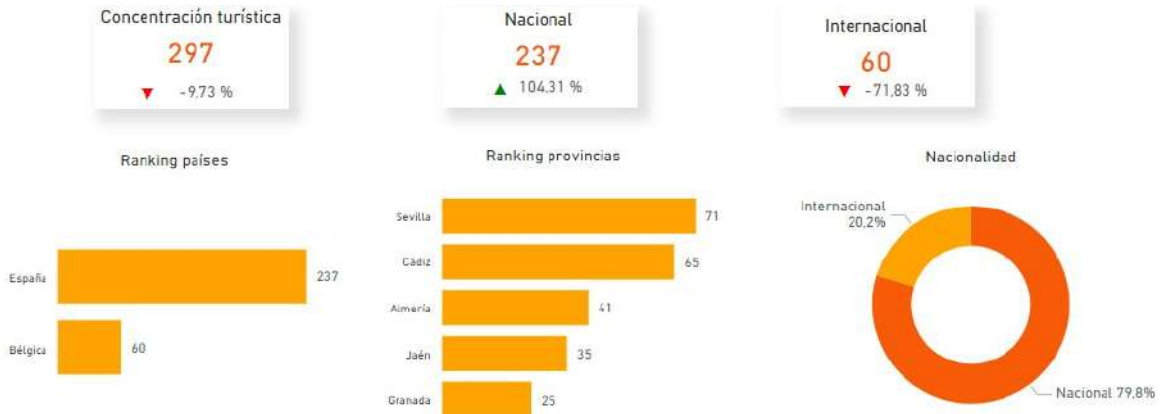 Concentración turística
297
-9,73 %
Nacional
237
104,31 %
Internacional
60
-71,83 %
Ranking países
España
237
Bélgica
60
Ranking provincias
Sevilla
71
Cádiz
65
Almería
41
Jaén
35
Granada
25
Nacionalidad
Internacional
20,2%
Nacional 79,8%